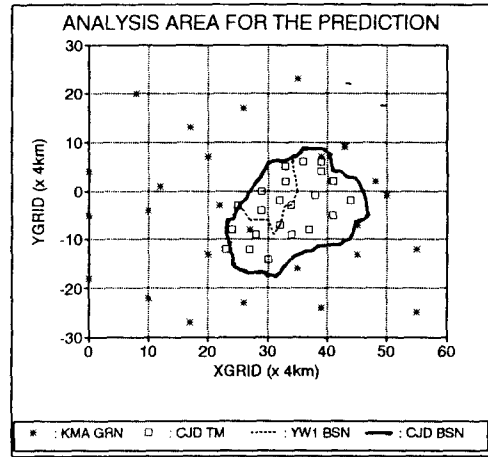 ANALYSIS AREA FOR THE PREDICTION
30
20
10
0
-10
-20
-30
YGRID (x 4km)
0 10 20 30 40 50 60
XGRID (x 4km)
: KMA GRN : CJD TM : YW1 BSN : CJD BSN